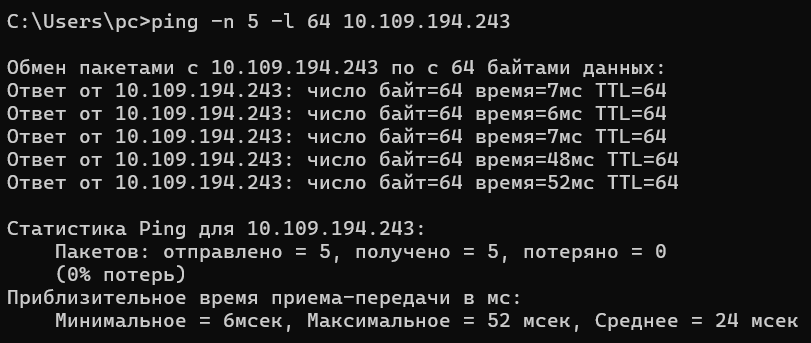 C:\Users\pc>ping -n 5 -l 64 10.109.194.243
Обмен пакетами с 10.109.194.243 по с 64 байтами данных:
Ответ от 10.109.194.243: число байт=64 время=7мс TTL=64
Ответ от 10.109.194.243: число байт=64 время=6мс TTL=64
Ответ от 10.109.194.243: число байт=64 время=7мс TTL=64
Ответ от 10.109.194.243: число байт=64 время=48мс TTL=64
Ответ от 10.109.194.243: число байт=64 время=52мс TTL=64
Статистика Ping для 10.109.194.243:
Пакетов: отправлено = 5, получено = 5, потеряно = 0
(0% потерь)
Приблизительное время приема-передачи в мс:
Минимальное = 6мсек, Максимальное = 52 мсек, Среднее = 24 мсек